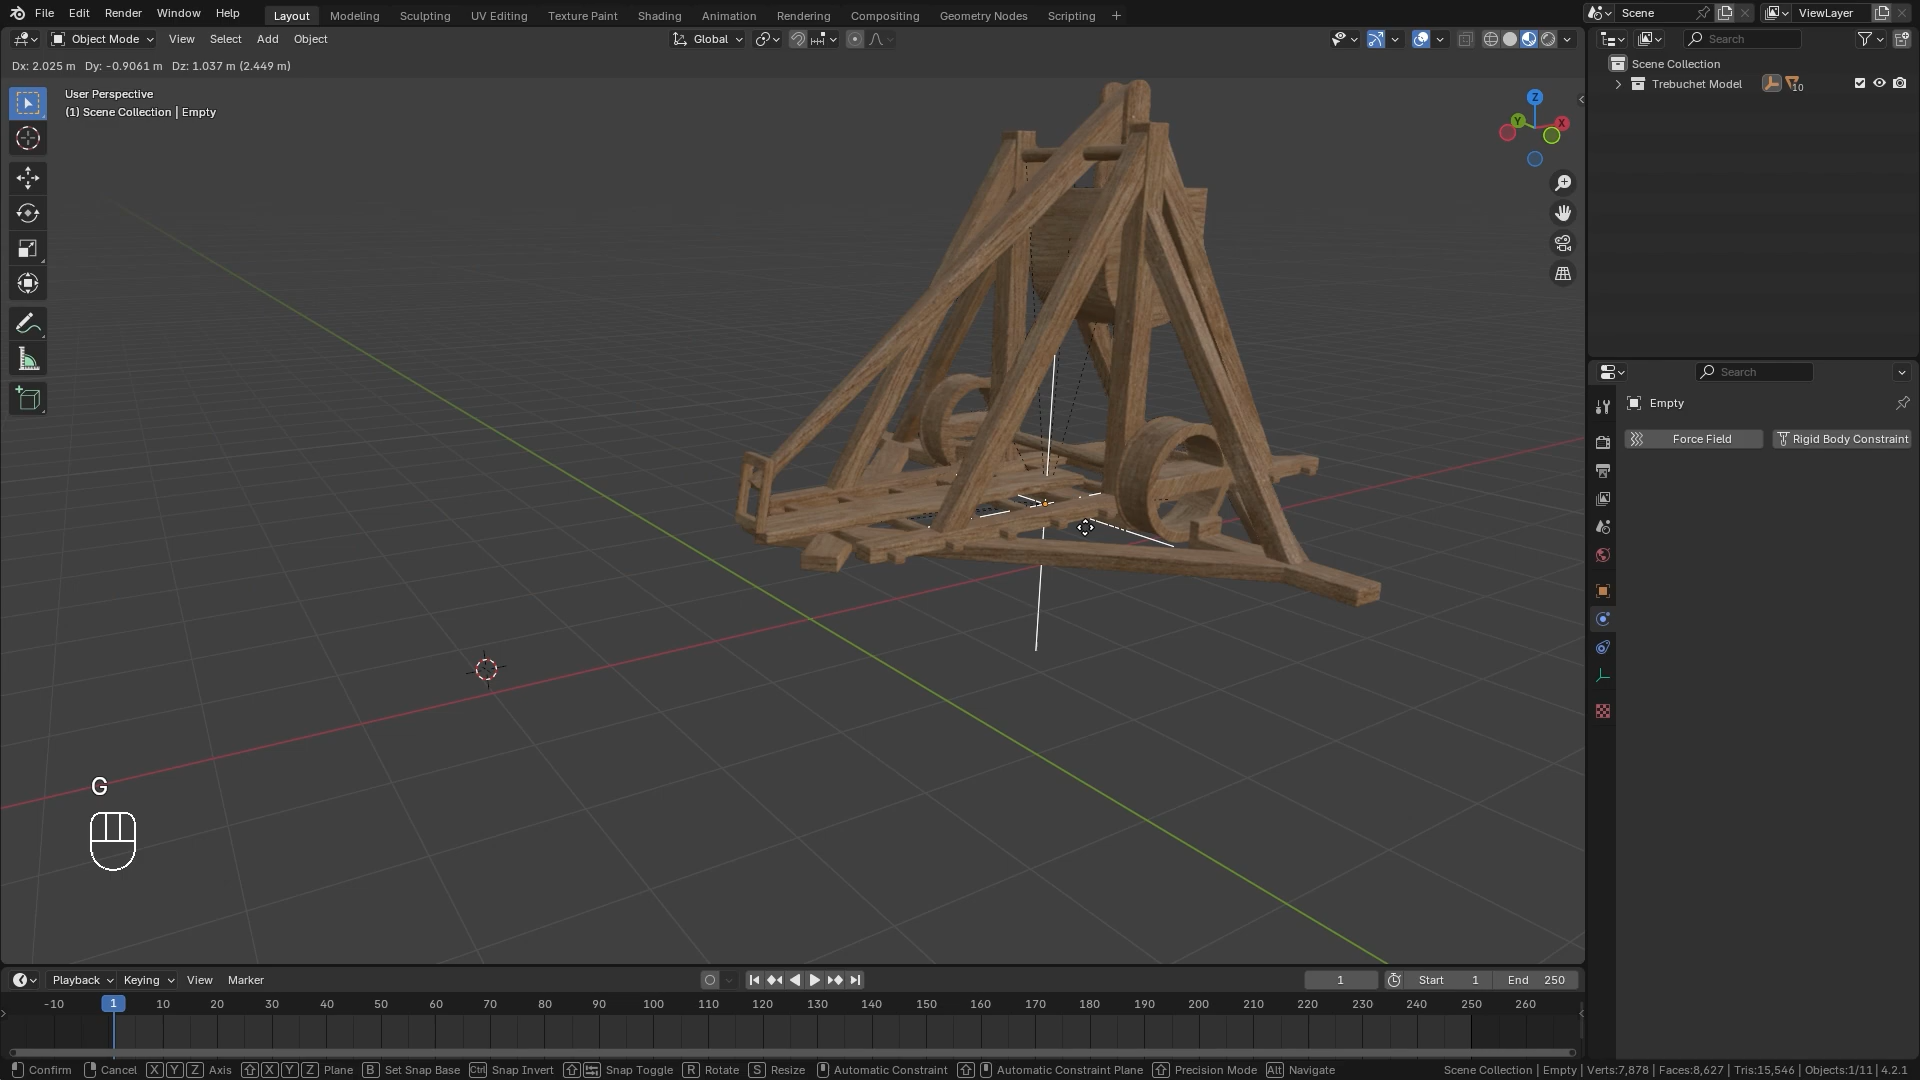 File Edit Render Window Help Layout Modeling Sculpting UV Editing Texture Paint Shading Animation Rendering Compositing Geometry Nodes Scripting + Scene ViewLayer
Object Mode View Select Add Object Global Search
Dx: 2.025 m Dy: -0.9061 m Dz: 1.037 m (2.449 m)
User Perspective
(1) Scene Collection | Empty
Z
Y
X
Scene Collection
Trebuchet Model 10
Search
Empty
Force Field Rigid Body Constraint
G
Playback Keying View Marker 1 Start 1 End 250
-10 1 10 20 30 40 50 60 70 80 90 100 110 120 130 140 150 160 170 180 190 200 210 220 230 240 250 260
Confirm Cancel X Y Z Axis X Y Z Plane B Set Snap Base Ctrl Snap Invert Snap Toggle R Rotate S Resize Automatic Constraint Automatic Constraint Plane Precision Mode Alt Navigate Scene Collection | Empty | Verts:7,878 | Faces:8,627 | Tris:15,546 | Objects:1/11 | 4.2.1